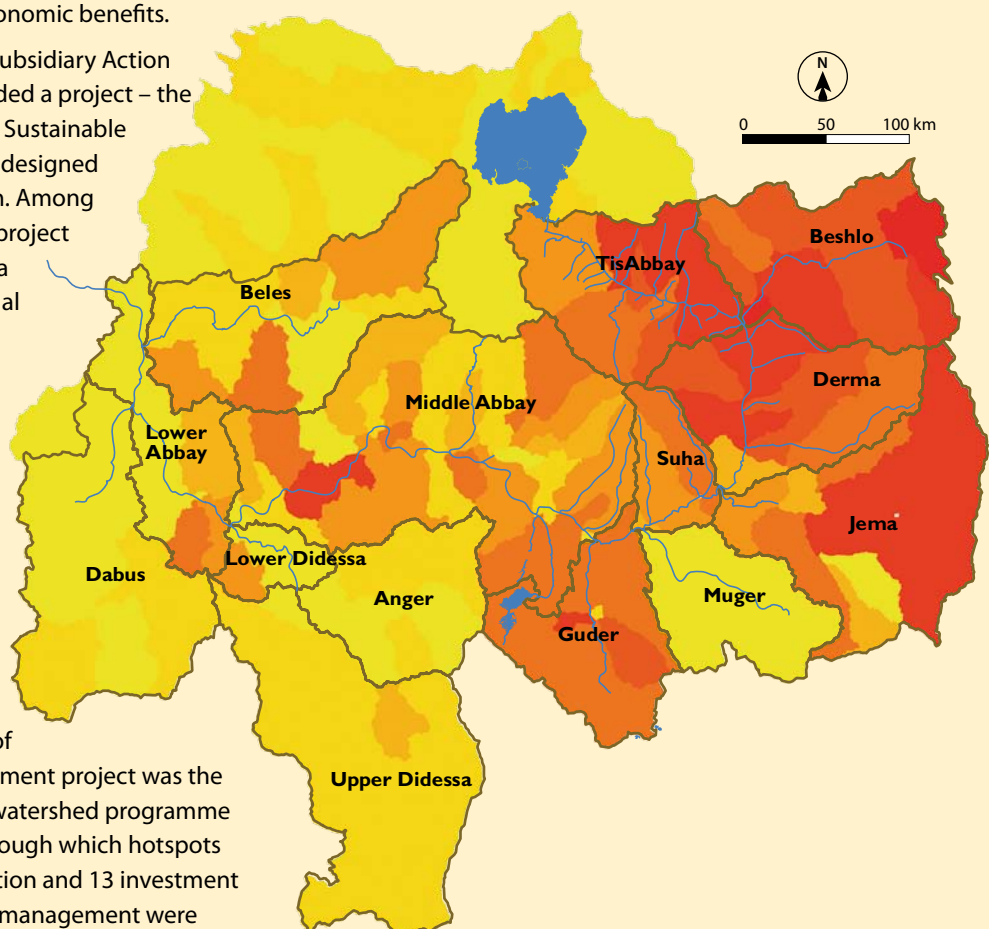 onomic benefits.
ubsidiary Action
ded a project – the
Sustainable
designed
n. Among
project
a
al
of
ment project was the
watershed programme
ough which hotspots
tion and 13 investment
management were
N
0 50 100 km
Beshlo
TisAbbay
Beles
Derma
Middle Abbay
Lower
Abbay
Suha
Jema
Lower Didessa
Dabus
Anger
Muger
Guder
Upper Didessa